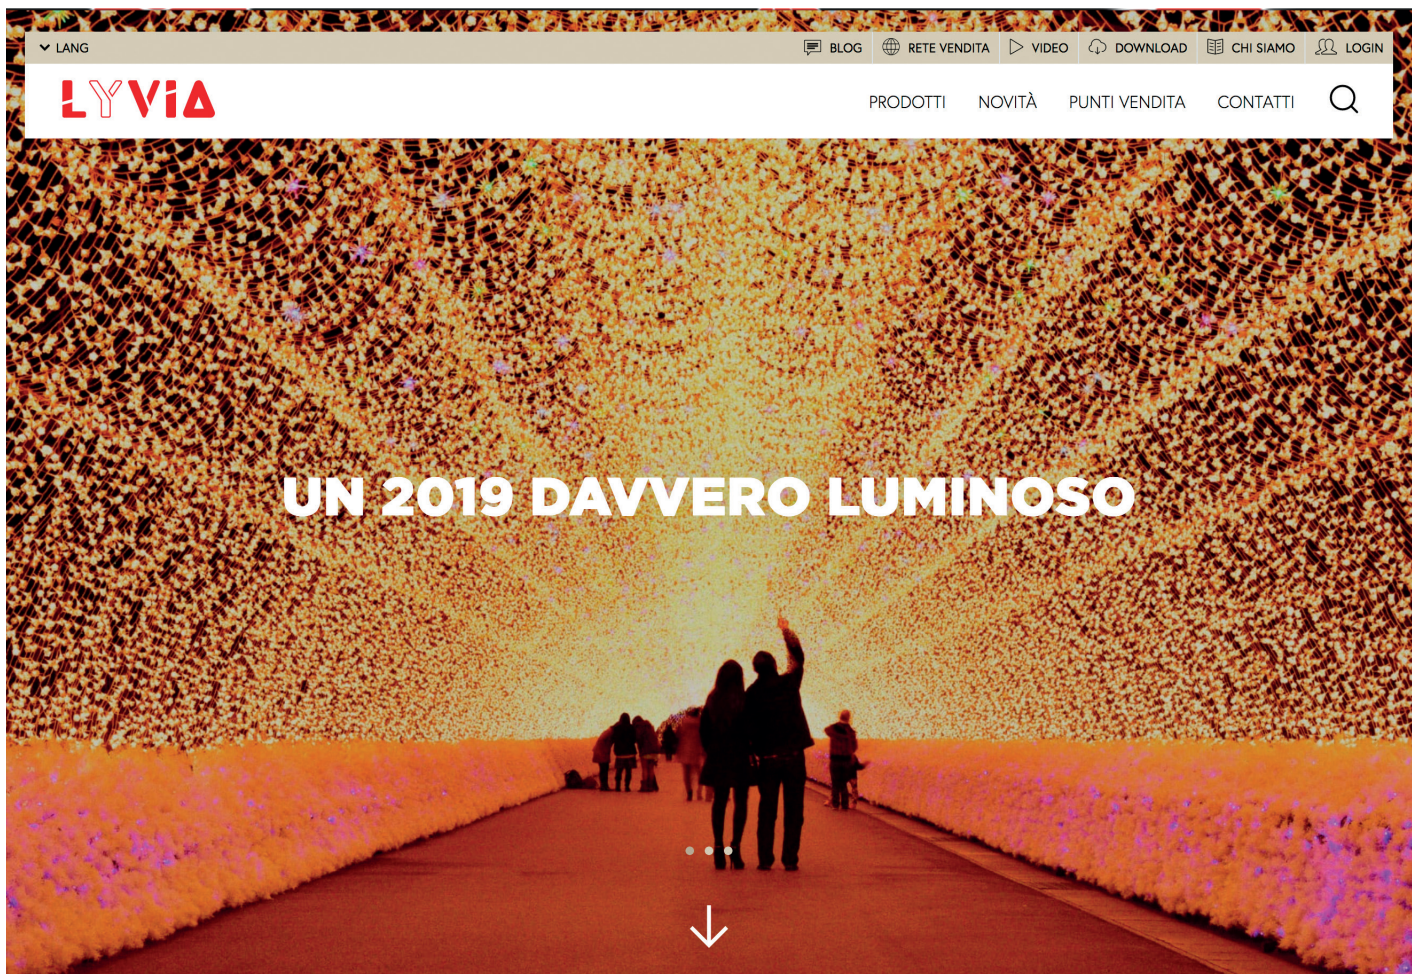 LANG
BLOG
RETE VENDITA
VIDEO
DOWNLOAD
CHI SIAMO
LOGIN
LYViA
PRODOTTI
NOVITÀ
PUNTI VENDITA
CONTATTI
UN 2019 DAVVERO LUMINOSO